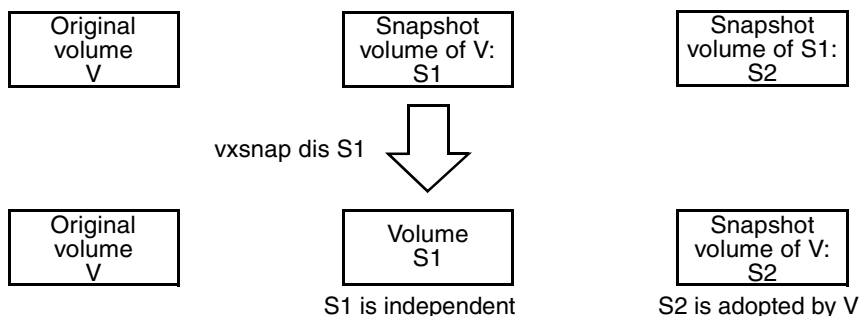 Original
volume
V
Snapshot
volume of V:
S1
Snapshot
volume of S1:
S2
vxsnap dis S1
Original
volume
V
Volume
S1
Snapshot
volume of V:
S2
S1 is independent
S2 is adopted by V